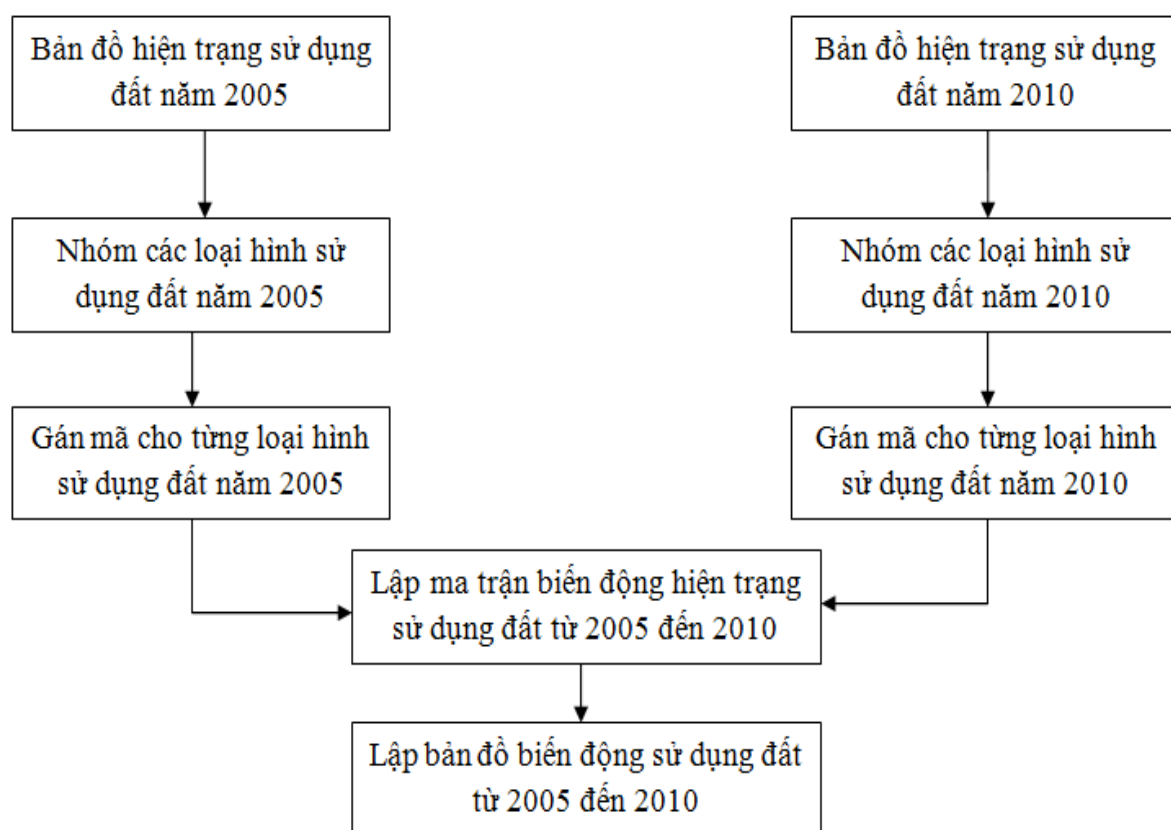 Bản đồ hiện trạng sử dụng
đất năm 2005
Bản đồ hiện trạng sử dụng
đất năm 2010
Nhóm các loại hình sử
dụng đất năm 2005
Nhóm các loại hình sử
dụng đất năm 2010
Gán mã cho từng loại hình
sử dụng đất năm 2005
Gán mã cho từng loại hình
sử dụng đất năm 2010
Lập ma trận biến động hiện trạng
sử dụng đất từ 2005 đến 2010
Lập bản đồ biến động sử dụng đất
từ 2005 đến 2010